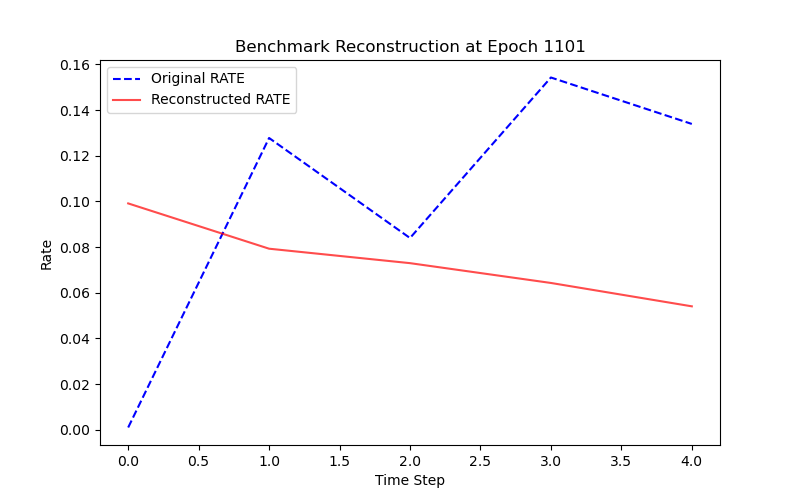 Benchmark Reconstruction at Epoch 1101
Original RATE
Reconstructed RATE
Rate
0.16
0.14
0.12
0.10
0.08
0.06
0.04
0.02
0.00
0.0 0.5 1.0 1.5 2.0 2.5 3.0 3.5 4.0
Time Step